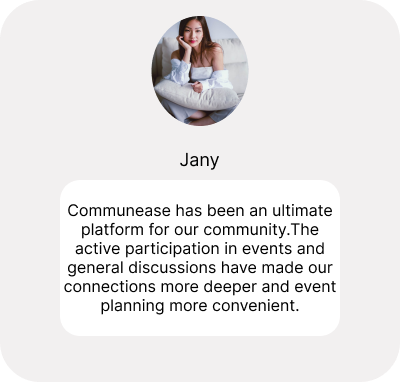 Jany
Communease has been an ultimate
platform for our community.The
active participation in events and
general discussions have made our
connections more deeper and event
planning more convenient.